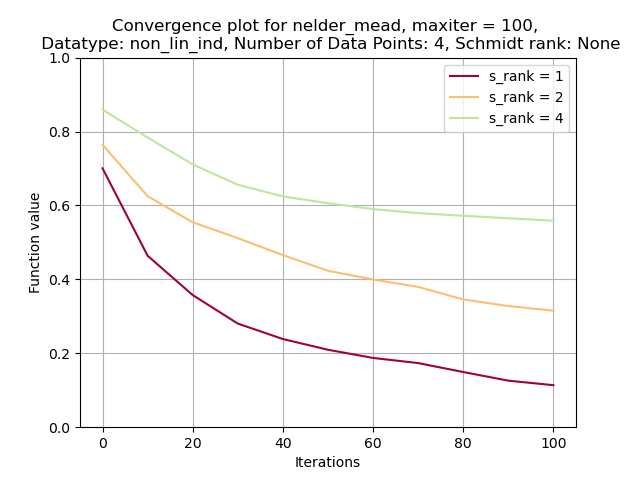 Convergence plot for nelder_mead, maxiter = 100,
Datatype: non_lin_ind, Number of Data Points: 4, Schmidt rank: None
1.0
0.8
0.6
0.4
0.2
0.0
Function value
s_rank = 1
s_rank = 2
s_rank = 4
0 20 40 60 80 100
Iterations